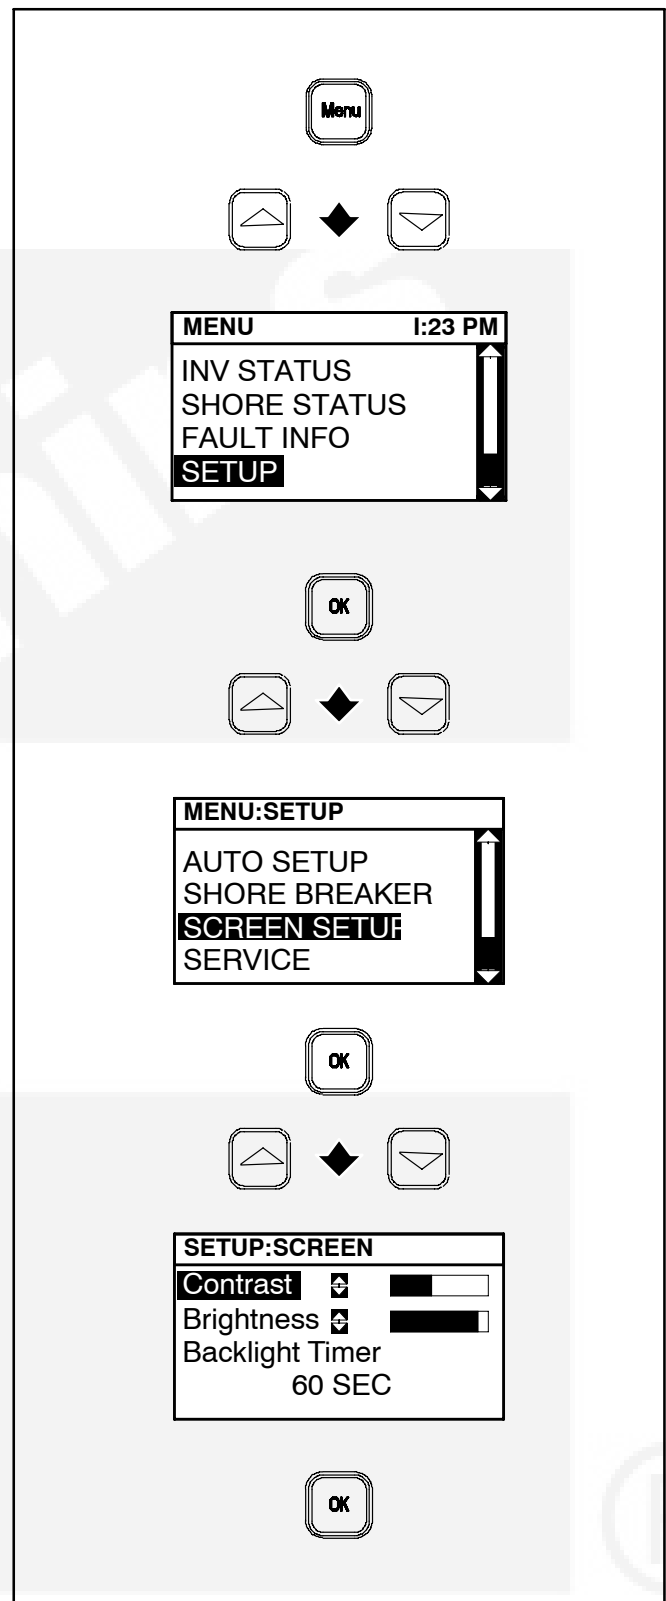 Menu
MENU I:23 PM
INV STATUS
SHORE STATUS
FAULT INFO
SETUP
OK
MENU:SETUP
AUTO SETUP
SHORE BREAKER
SCREEN SETUP
SERVICE
OK
SETUP:SCREEN
Contrast
Brightness
Backlight Timer
60 SEC
OK